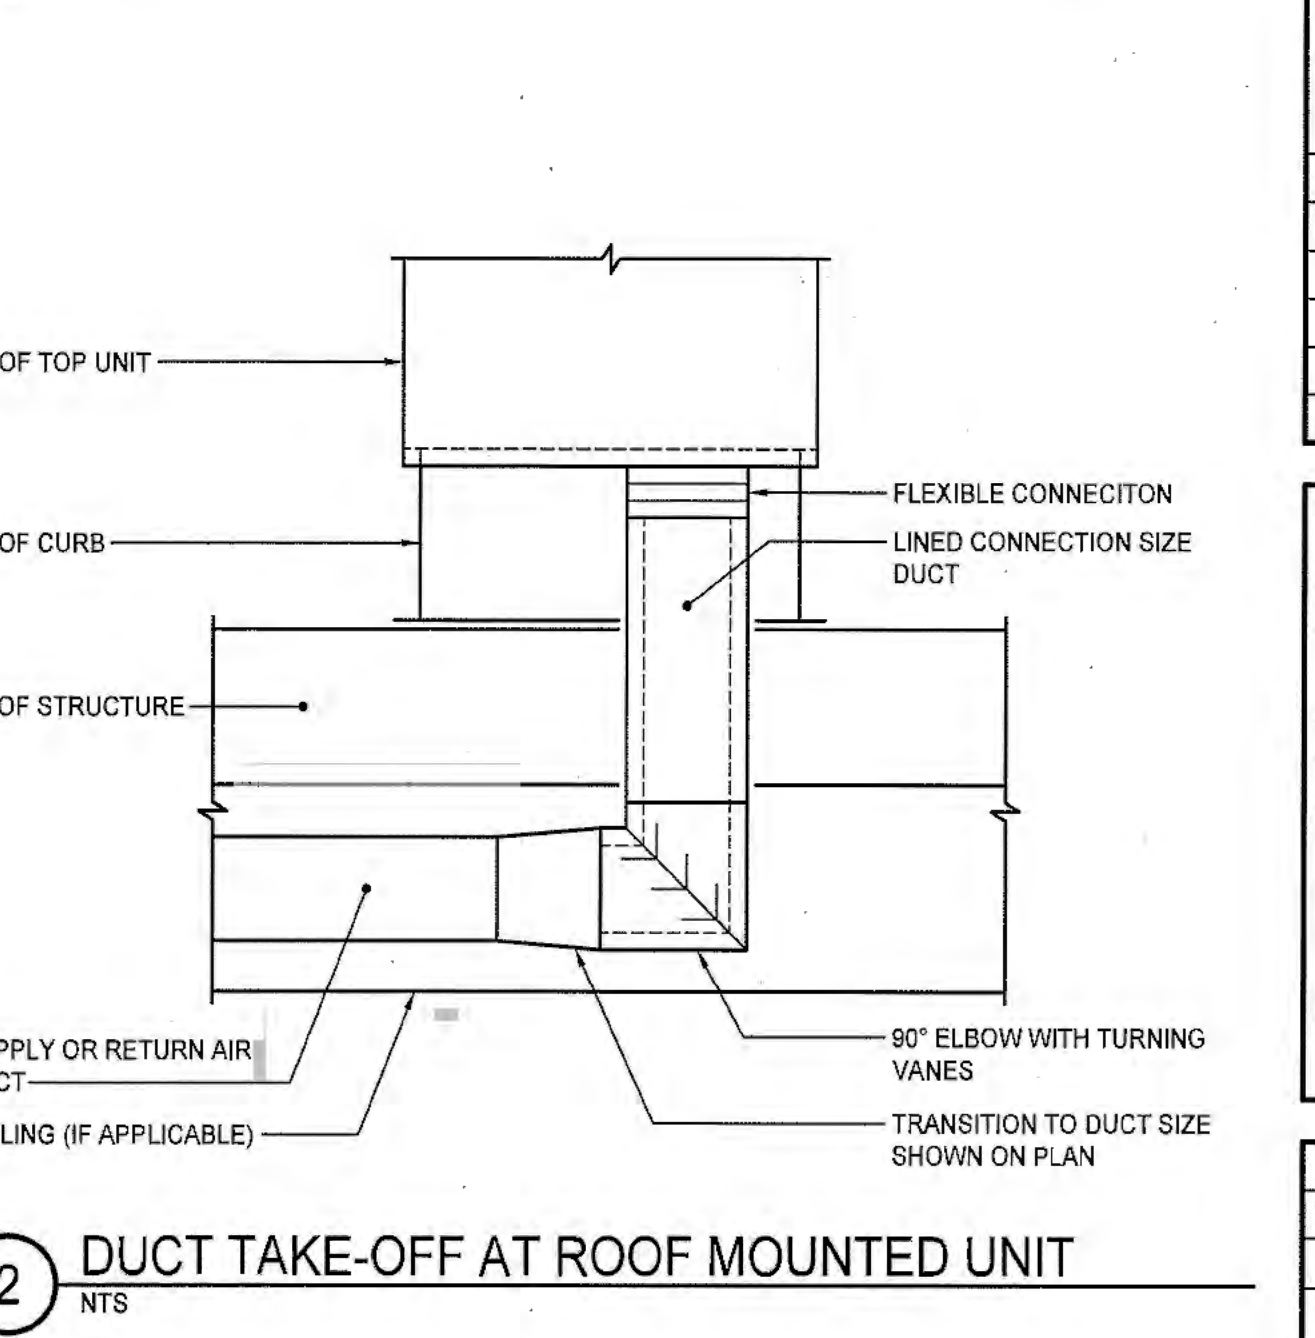 OF TOP UNIT
FLEXIBLE CONNECITON
OF CURB
LINED CONNECTION SIZE
DUCT
OF STRUCTURE
PPLY OR RETURN AIR
CT
LING (IF APPLICABLE)
90° ELBOW WITH TURNING
VANES
TRANSITION TO DUCT SIZE
SHOWN ON PLAN
2
DUCT TAKE-OFF AT ROOF MOUNTED UNIT
NTS